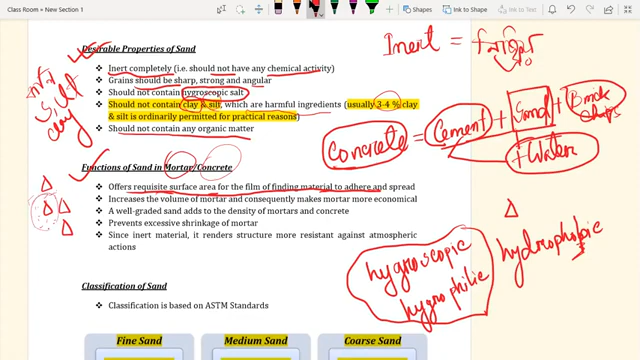 Class Room / New Section 1
Ink to Shape
Ink to Text
Desirable Properties of Sand
❖ Inert completely (i.e. should not have any chemical activity)
❖ Grains should be sharp, strong and angular
❖ Should not contain hygroscopic salt
❖ Should not contain clay & silt, which are harmful ingredients (usually 3-4 % clay
& silt is ordinarily permitted for practical reasons)
❖ Should not contain any organic matter
silt
clay
Inert =
Concrete = Cement + Sand + Brick
chips
+ Water
Functions of Sand in Mortar/Concrete
❖ Offers requisite surface area for the film of finding material to adhere and spread
❖ Increases the volume of mortar and consequently makes mortar more economical
❖ A well-graded sand adds to the density of mortars and concrete
❖ Prevents excessive shrinkage of mortar
❖ Since inert material, it renders structure more resistant against atmospheric
actions
hygroscopic
hygrophilic
hydrophobic
Classification of Sand
❖ Classification is based on ASTM Standards
Fine Sand
Medium Sand
Coarse Sand